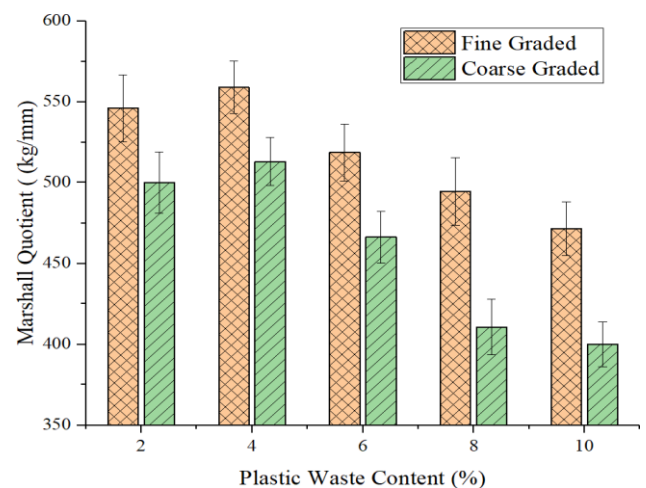 600
550
500
450
400
350
Marshall Quotient ( (kg/mm)
Fine Graded
Coarse Graded
2 4 6 8 10
Plastic Waste Content (%)